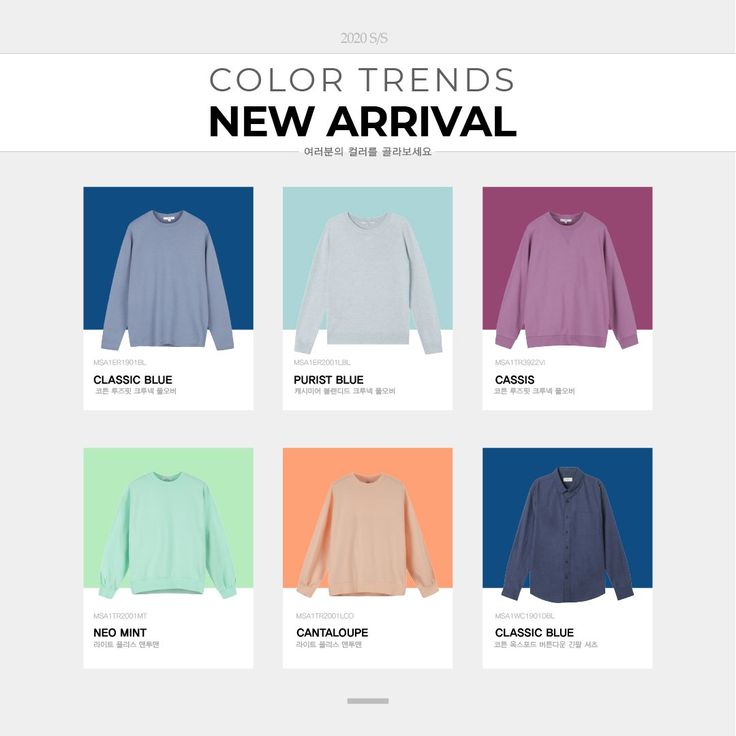 2020 S/S
COLOR TRENDS
NEW ARRIVAL
여러분의 컬러를 골라보세요
MSA1ER1901BL
CLASSIC BLUE
코튼 루즈핏 크루넥 풀오버
MSA1ER2001LBL
PURIST BLUE
캐시미어 블렌디드 크루넥 풀오버
MSA1TR3922VI
CASSIS
코튼 루즈핏 크루넥 풀오버
MSA1TR2001MT
NEO MINT
라이트 플리스 맨투맨
MSA1TR2001LCO
CANTALOUPE
라이트 플리스 맨투맨
MSA1WC1901DBL
CLASSIC BLUE
코튼 옥스포드 버튼다운 긴팔 셔츠